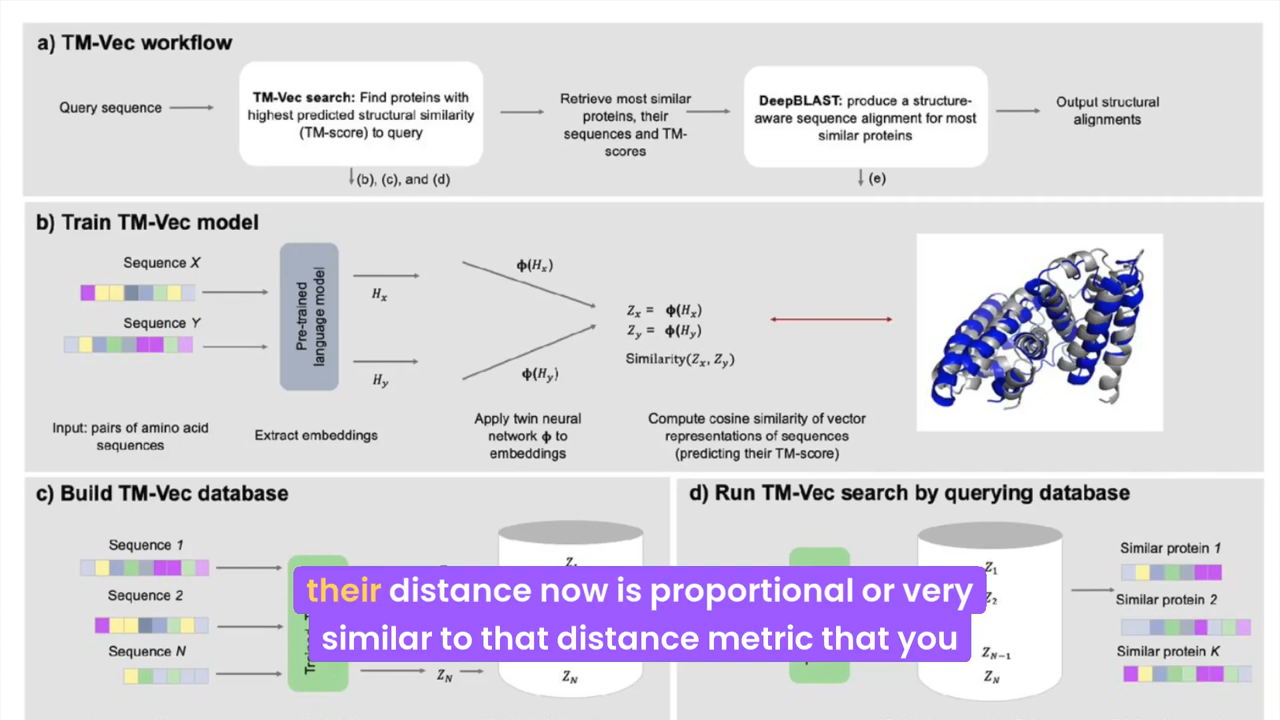 a) TM-Vec workflow
Query sequence
TM-Vec search: Find proteins with
highest predicted structural similarity
(TM-score) to query
Retrieve most similar
proteins, their
sequences and TM-
scores
DeepBLAST: produce a structure-
aware sequence alignment for most
similar proteins
Output structural
alignments
(b), (c), and (d)
(e)
b) Train TM-Vec model
Sequence X
Sequence Y
Pre-trained
language model
Hx
Hy
ϕ(Hx)
ϕ(Hy)
Zx = ϕ(Hx)
Zy = ϕ(Hy)
Similarity(Zx, Zy)
Input: pairs of amino acid
sequences
Extract embeddings
Apply twin neural
network ϕ to
embeddings
Compute cosine similarity of vector
representations of sequences
(predicting their TM-score)
c) Build TM-Vec database
Sequence 1
Sequence 2
Sequence N
ZN
ZN
d) Run TM-Vec search by querying database
Z1
Z2
ZN−1
ZN
Similar protein 1
Similar protein 2
Similar protein K
their distance now is proportional or very
similar to that distance metric that you